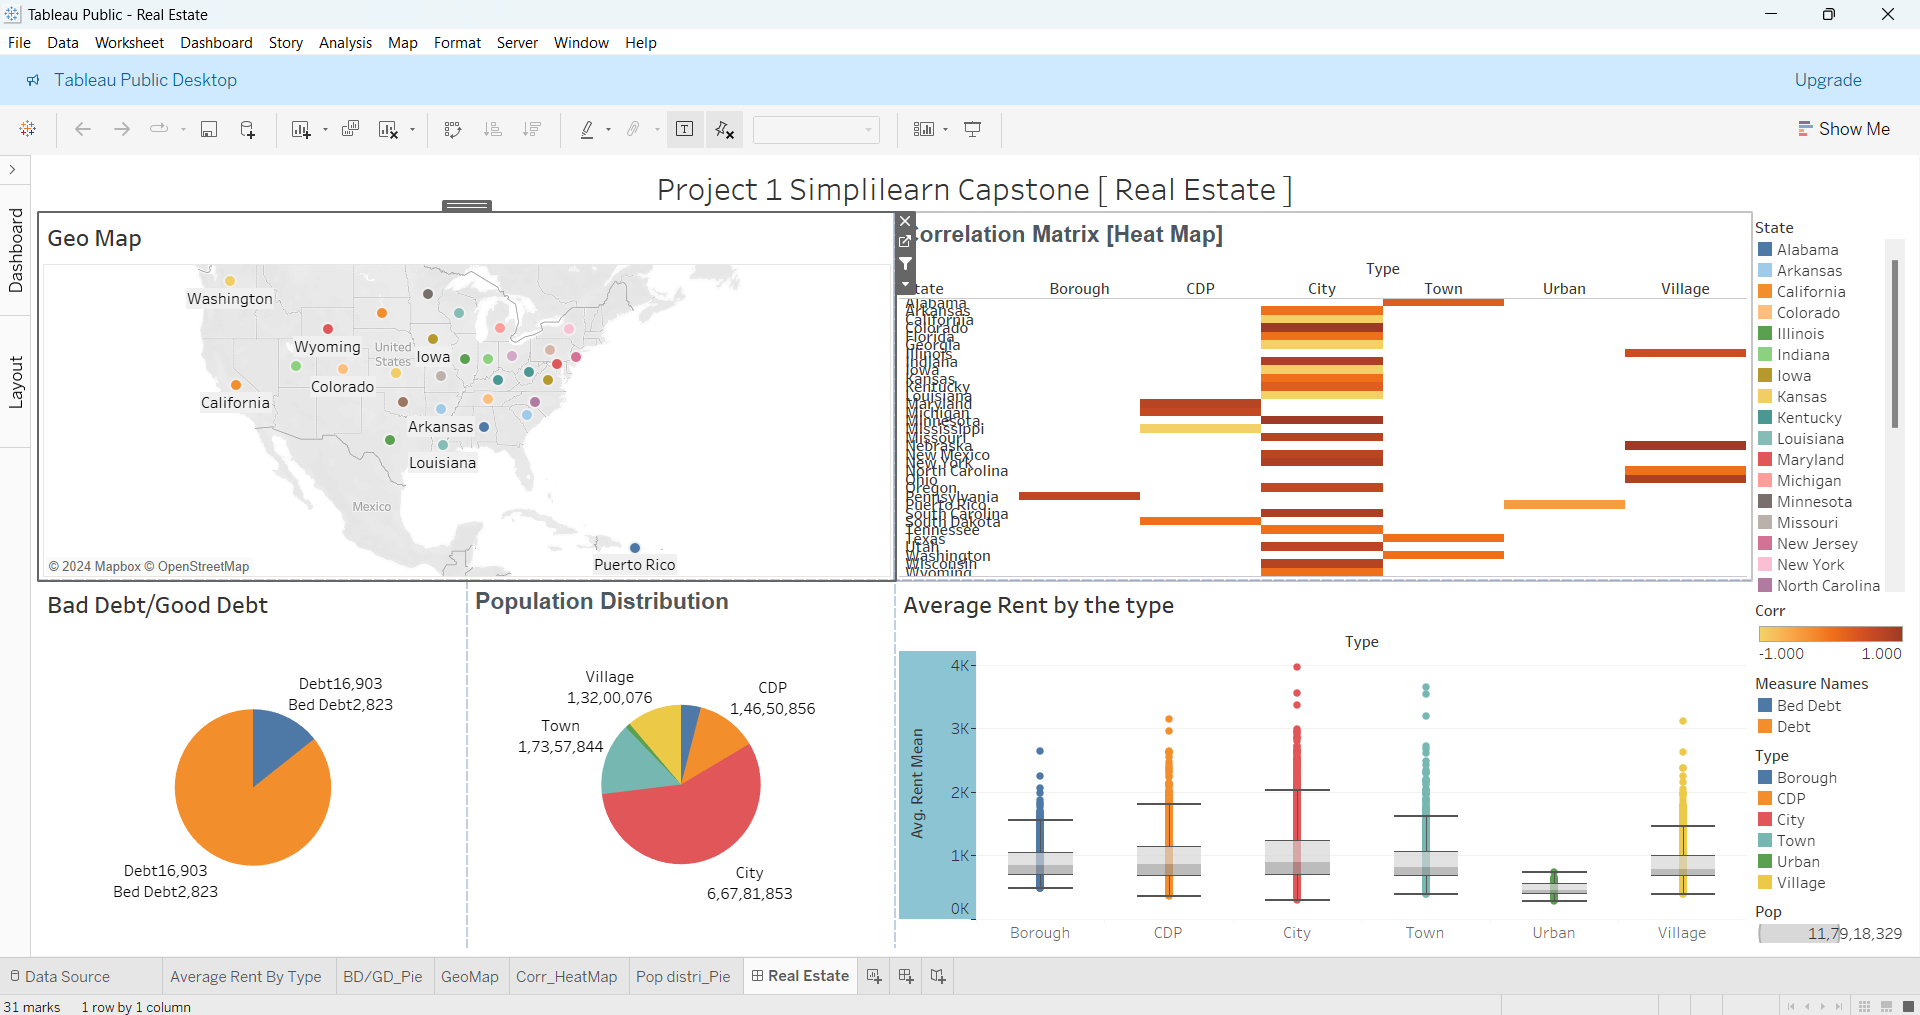 Tableau Public - Real Estate
File Data Worksheet Dashboard Story Analysis Map Format Server Window Help
Tableau Public Desktop
Upgrade
Show Me
Dashboard
Layout
Project 1 Simplilearn Capstone [ Real Estate ]
Geo Map
Washington
Wyoming
United States
Iowa
Colorado
California
Arkansas
Louisiana
Mexico
Puerto Rico
© 2024 Mapbox © OpenStreetMap
Correlation Matrix [Heat Map]
Type
State Borough CDP City Town Urban Village
Alabama
Arkansas
California
Colorado
Florida
Georgia
Illinois
Indiana
Iowa
Kansas
Kentucky
Louisiana
Maryland
Michigan
Minnesota
Mississippi
Missouri
Nebraska
New Mexico
New York
North Carolina
Ohio
Oregon
Pennsylvania
Puerto Rico
South Carolina
South Dakota
Tennessee
Texas
Utah
Washington
Wisconsin
Wyoming
State
Alabama
Arkansas
California
Colorado
Illinois
Indiana
Iowa
Kansas
Kentucky
Louisiana
Maryland
Michigan
Minnesota
Missouri
New Jersey
New York
North Carolina
Corr
-1.000 1.000
Measure Names
Bed Debt
Debt
Type
Borough
CDP
City
Town
Urban
Village
Pop
11,79,18,329
Bad Debt/Good Debt
Debt16,903
Bed Debt2,823
Debt16,903
Bed Debt2,823
Population Distribution
Village
1,32,00,076
CDP
1,46,50,856
Town
1,73,57,844
City
6,67,81,853
Average Rent by the type
Type
Avg. Rent Mean
4K
3K
2K
1K
0K
Borough CDP City Town Urban Village
Data Source Average Rent By Type BD/GD_Pie GeoMap Corr_HeatMap Pop distri_Pie Real Estate
31 marks 1 row by 1 column